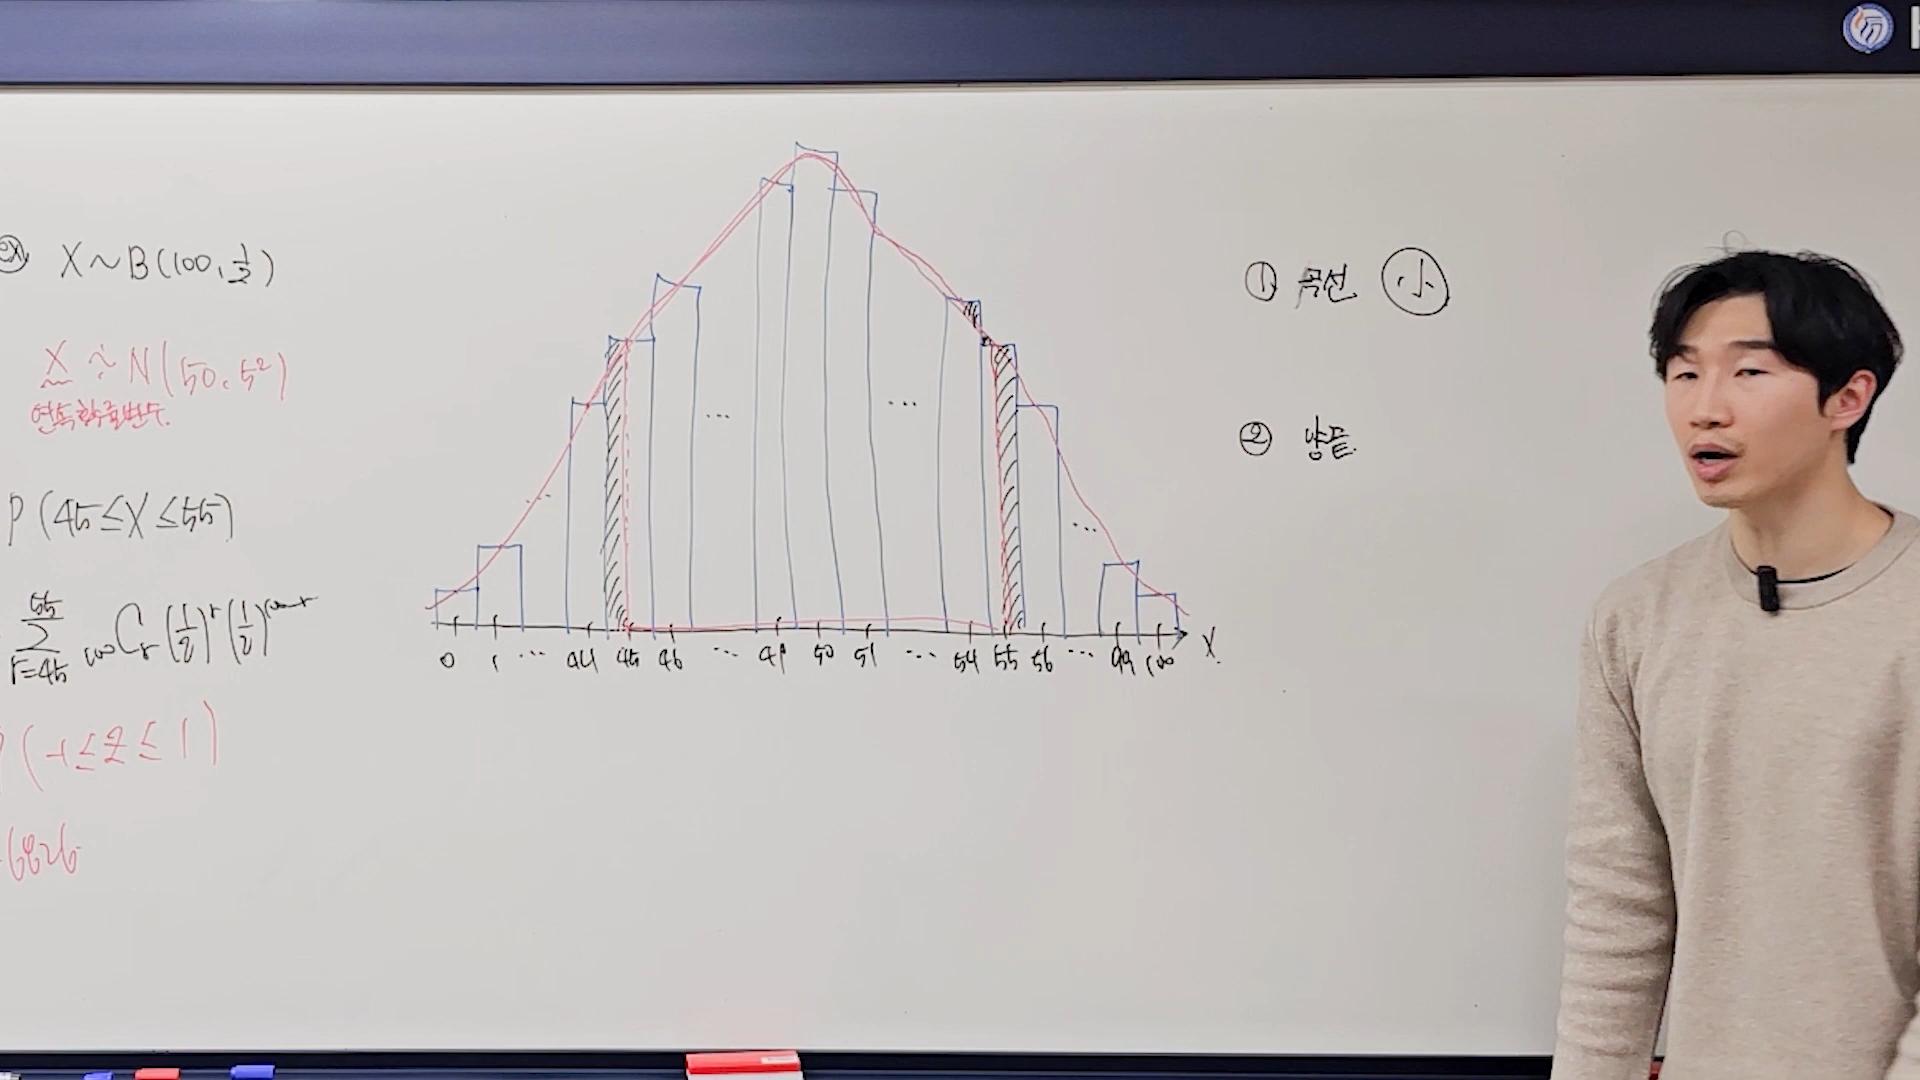 ex X~B(100, 1/2)
X ~ N(50, 5²)
연속확률변수.
P(45≤X≤55)
55 Σ r=45 100Cr (1/2)^r (1/2)^100-r
(-1≤Z≤1)
6826
0 1 ... 44 45 46 ... 49 50 51 ... 54 55 56 ... 99 100 X
① 곡선 小
② 양끝.